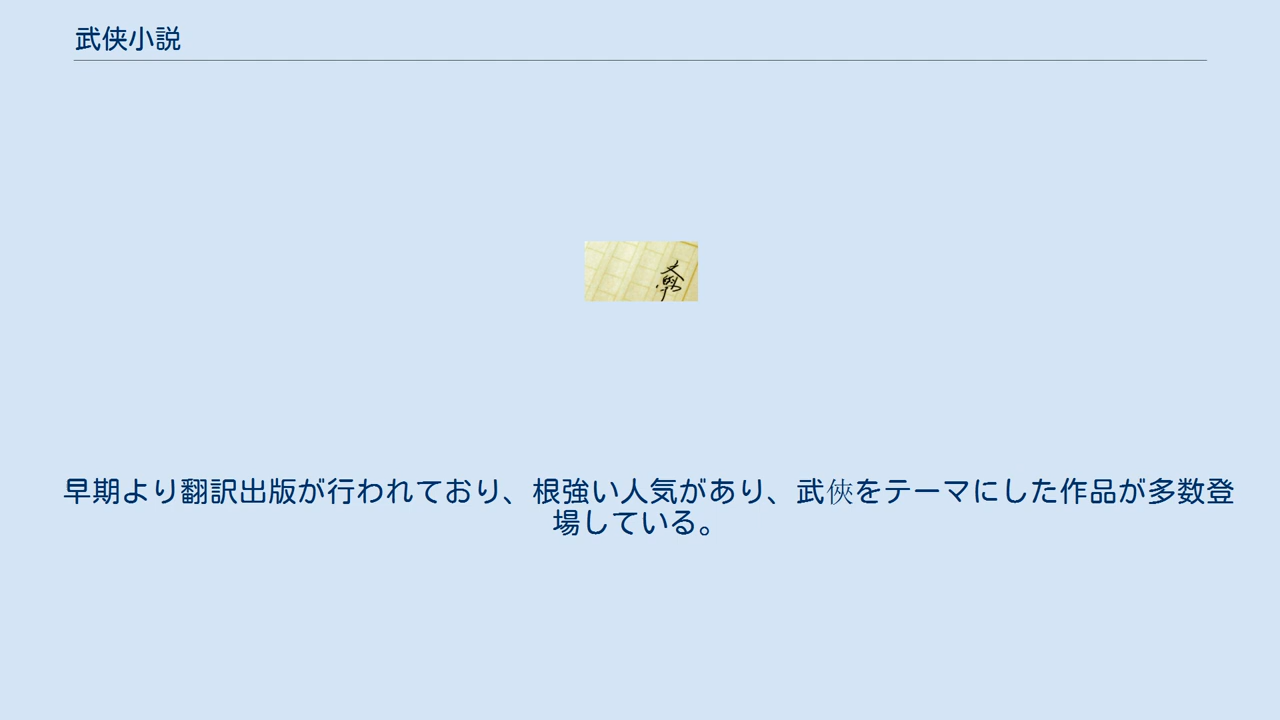 武侠小説
早期より翻訳出版が行われており、根強い人気があり、武俠をテーマにした作品が多数登
場している。